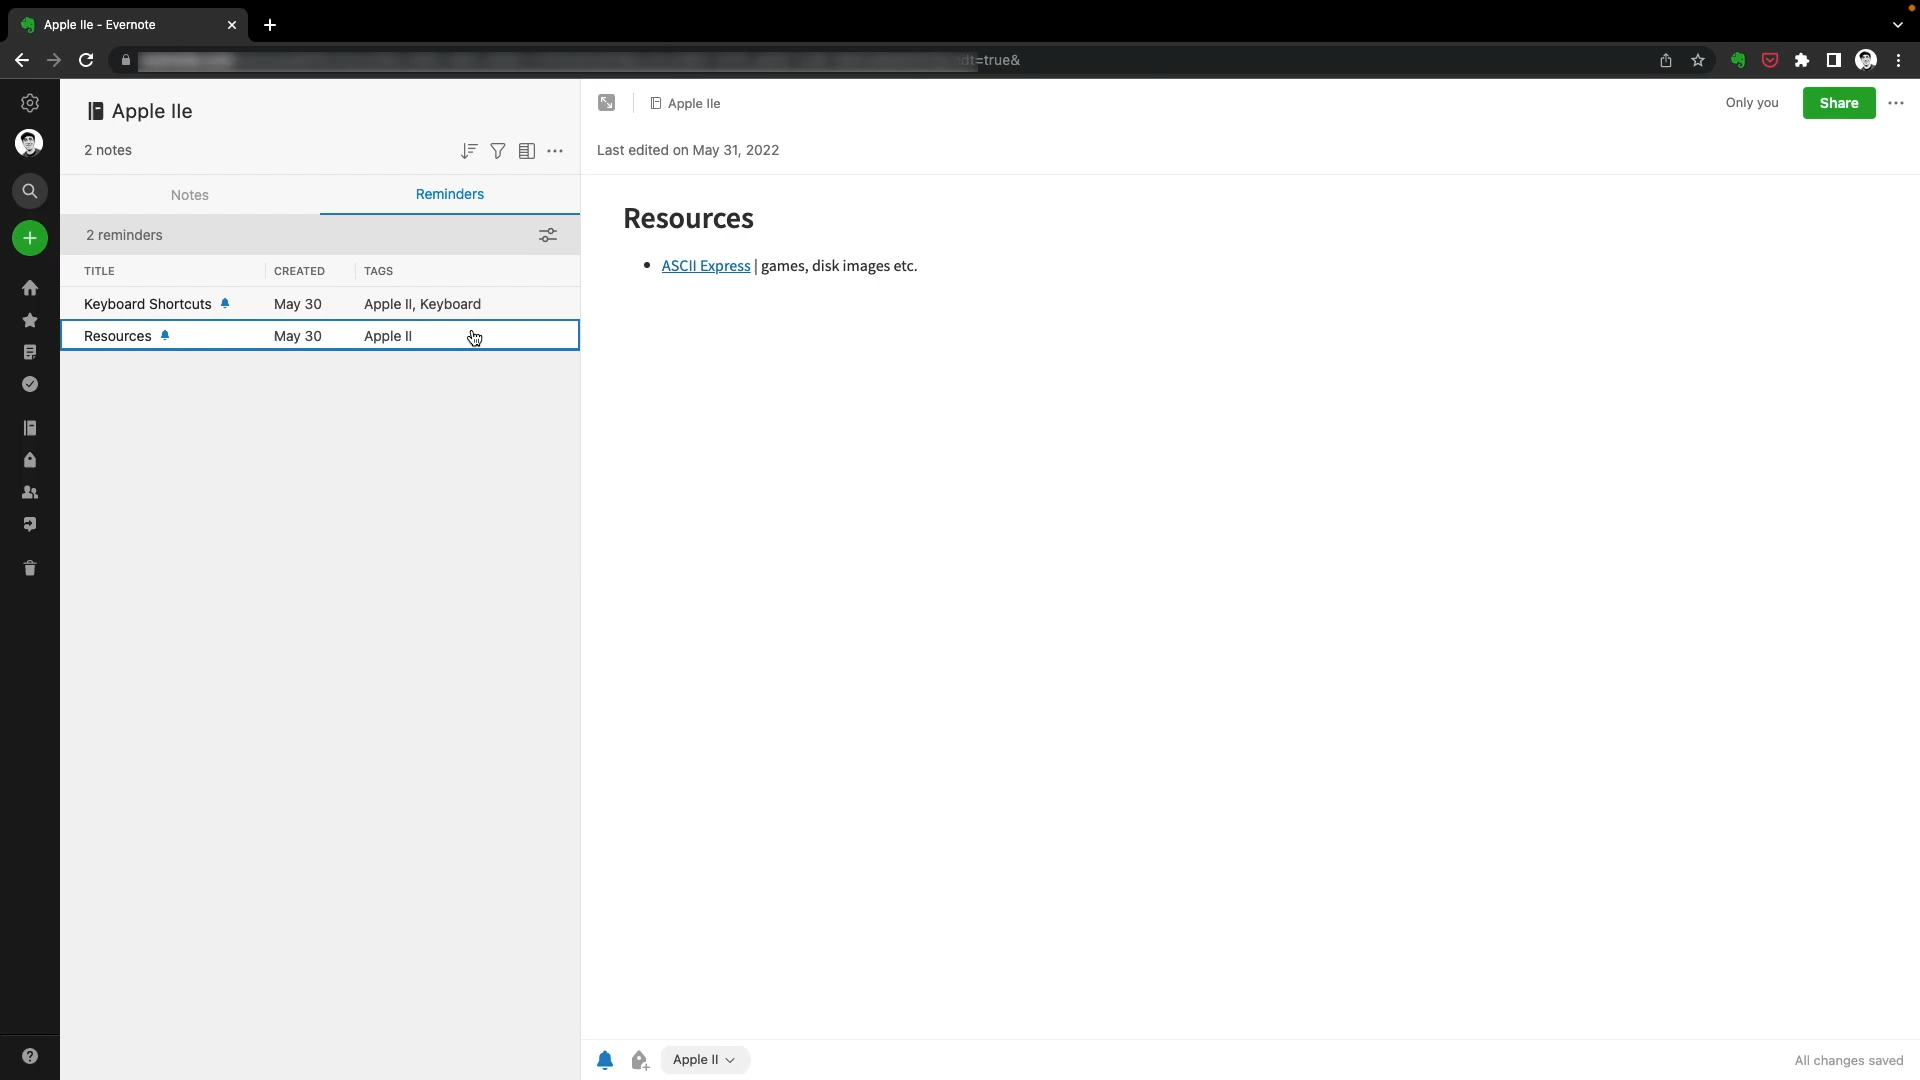 Apple IIe - Evernote
dt=true&
Apple IIe
2 notes
Notes
Reminders
2 reminders
TITLE
CREATED
TAGS
Keyboard Shortcuts
May 30
Apple II, Keyboard
Resources
May 30
Apple II
Apple IIe
Only you
Share
Last edited on May 31, 2022
Resources
• ASCII Express | games, disk images etc.
Apple II
All changes saved